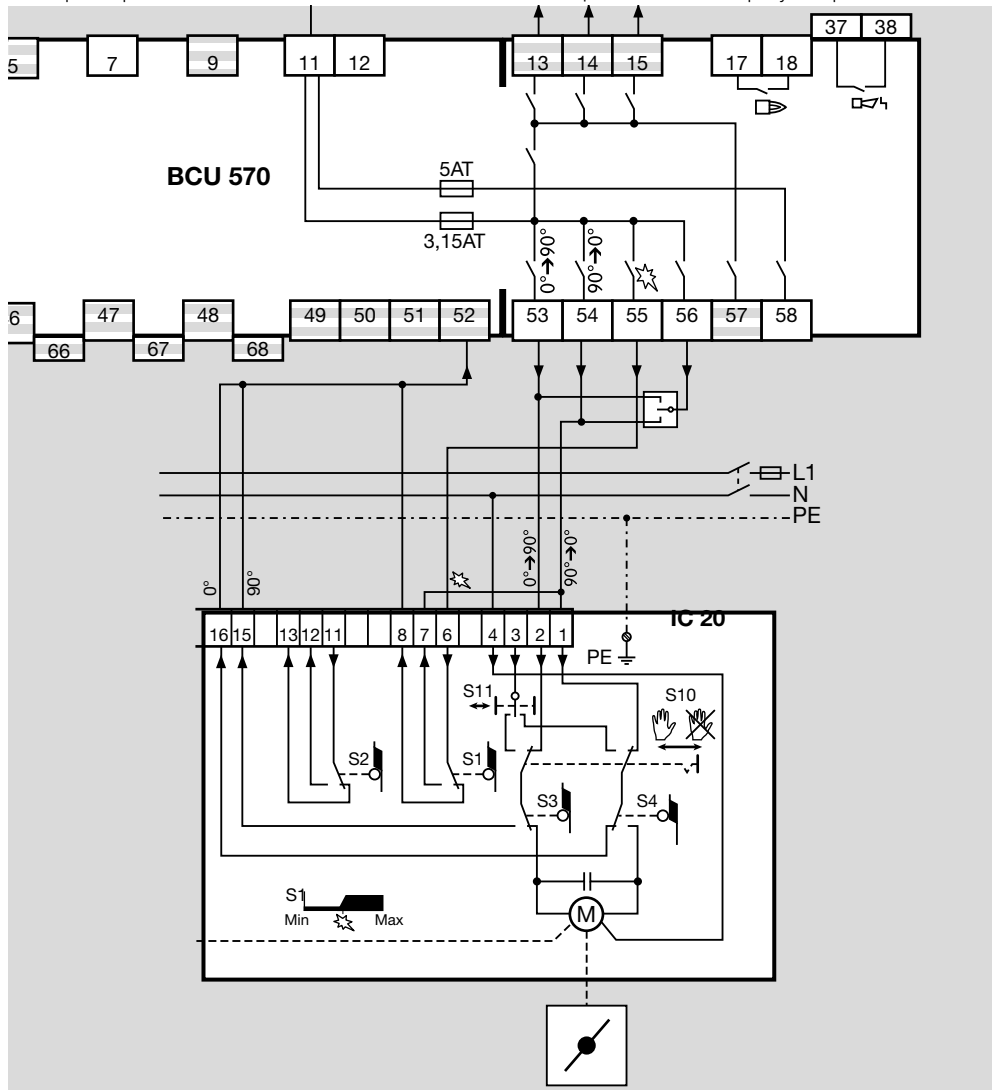 37 38
5 7 9 11 12 13 14 15 17 18
BCU 570
5AT
3,15AT
0°➔90°
90°➔0°
6 47 48 49 50 51 52 53 54 55 56 57 58
66 67 68
L1
N
PE
0°
90°
0°➔90°
90°➔0°
IC 20
16 15 13 12 11 8 7 6 4 3 2 1
PE
S11
S10
S2
S1
S3
S4
S1
Min
Max
M